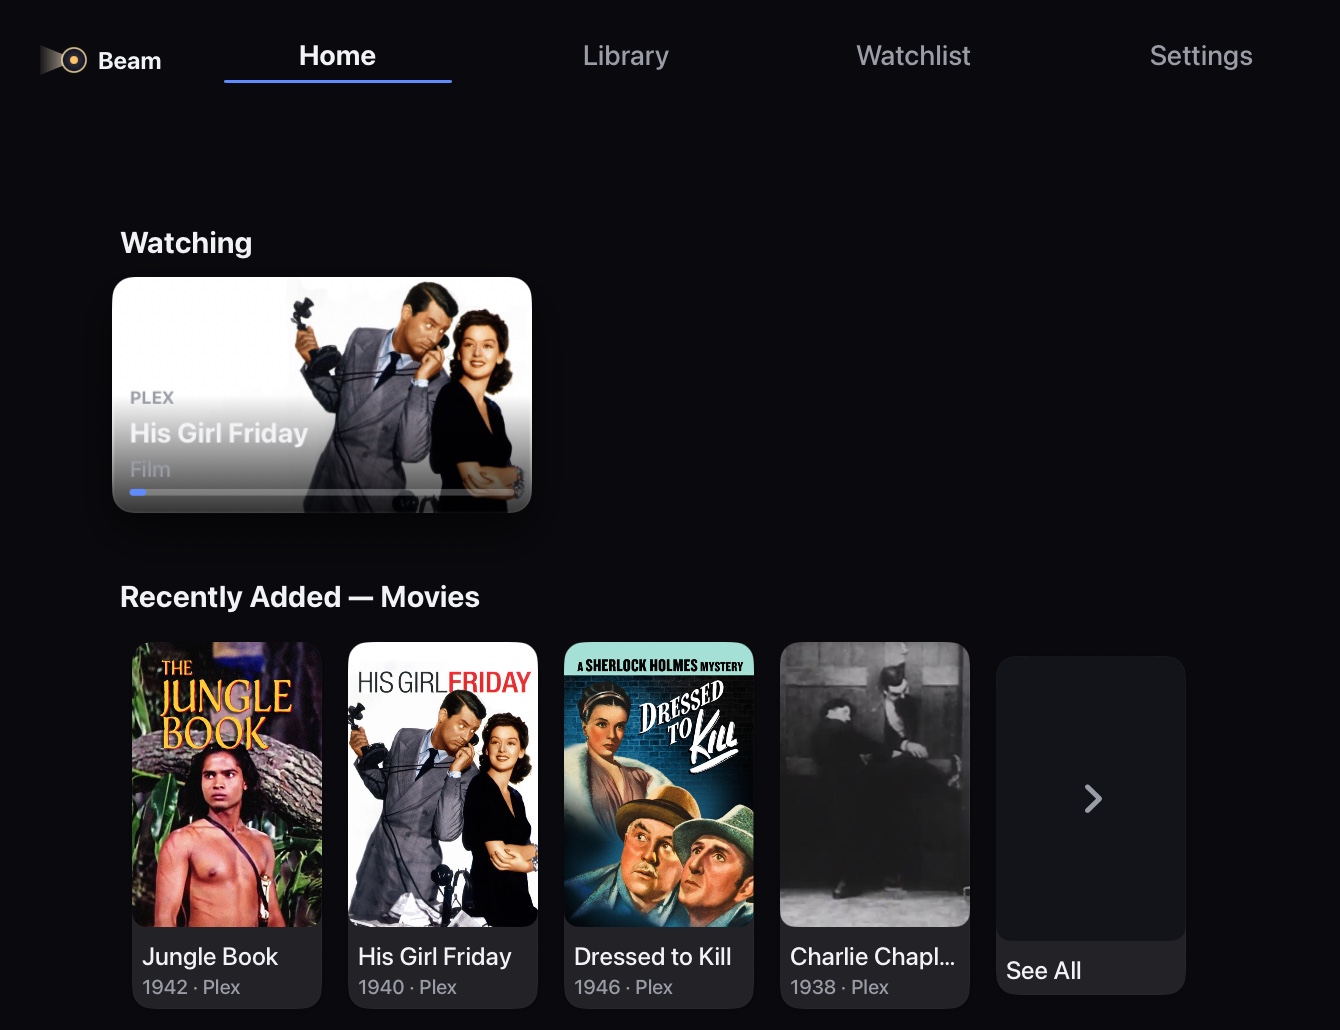 Beam
Home
Library
Watchlist
Settings
Watching
PLEX
His Girl Friday
Film
Recently Added — Movies
THE
JUNGLE
BOOK
HIS GIRL FRIDAY
A SHERLOCK HOLMES MYSTERY
DRESSED
TO KILL
Jungle Book
1942 · Plex
His Girl Friday
1940 · Plex
Dressed to Kill
1946 · Plex
Charlie Chapl...
1938 · Plex
See All